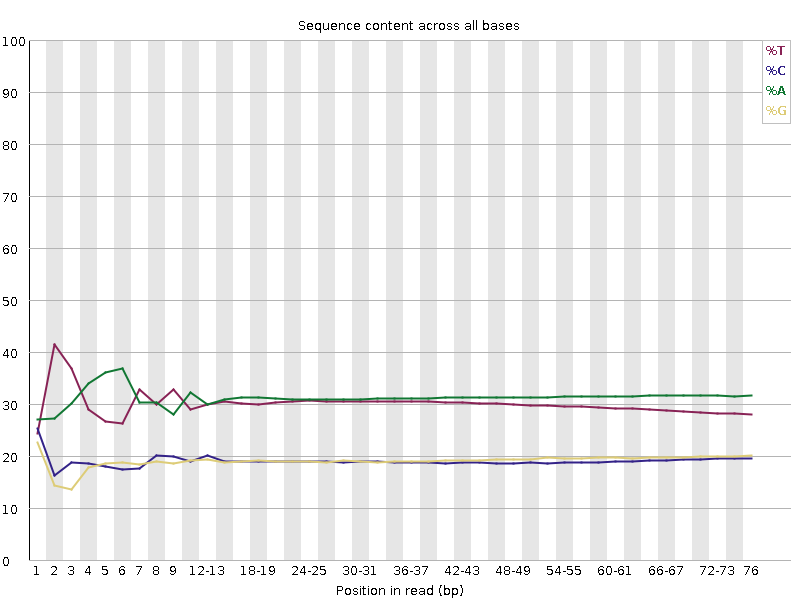 Sequence content across all bases
100
90
80
70
60
50
40
30
20
10
0
%T
%C
%A
%G
1 2 3 4 5 6 7 8 9 12-13 18-19 24-25 30-31 36-37 42-43 48-49 54-55 60-61 66-67 72-73 76
Position in read (bp)